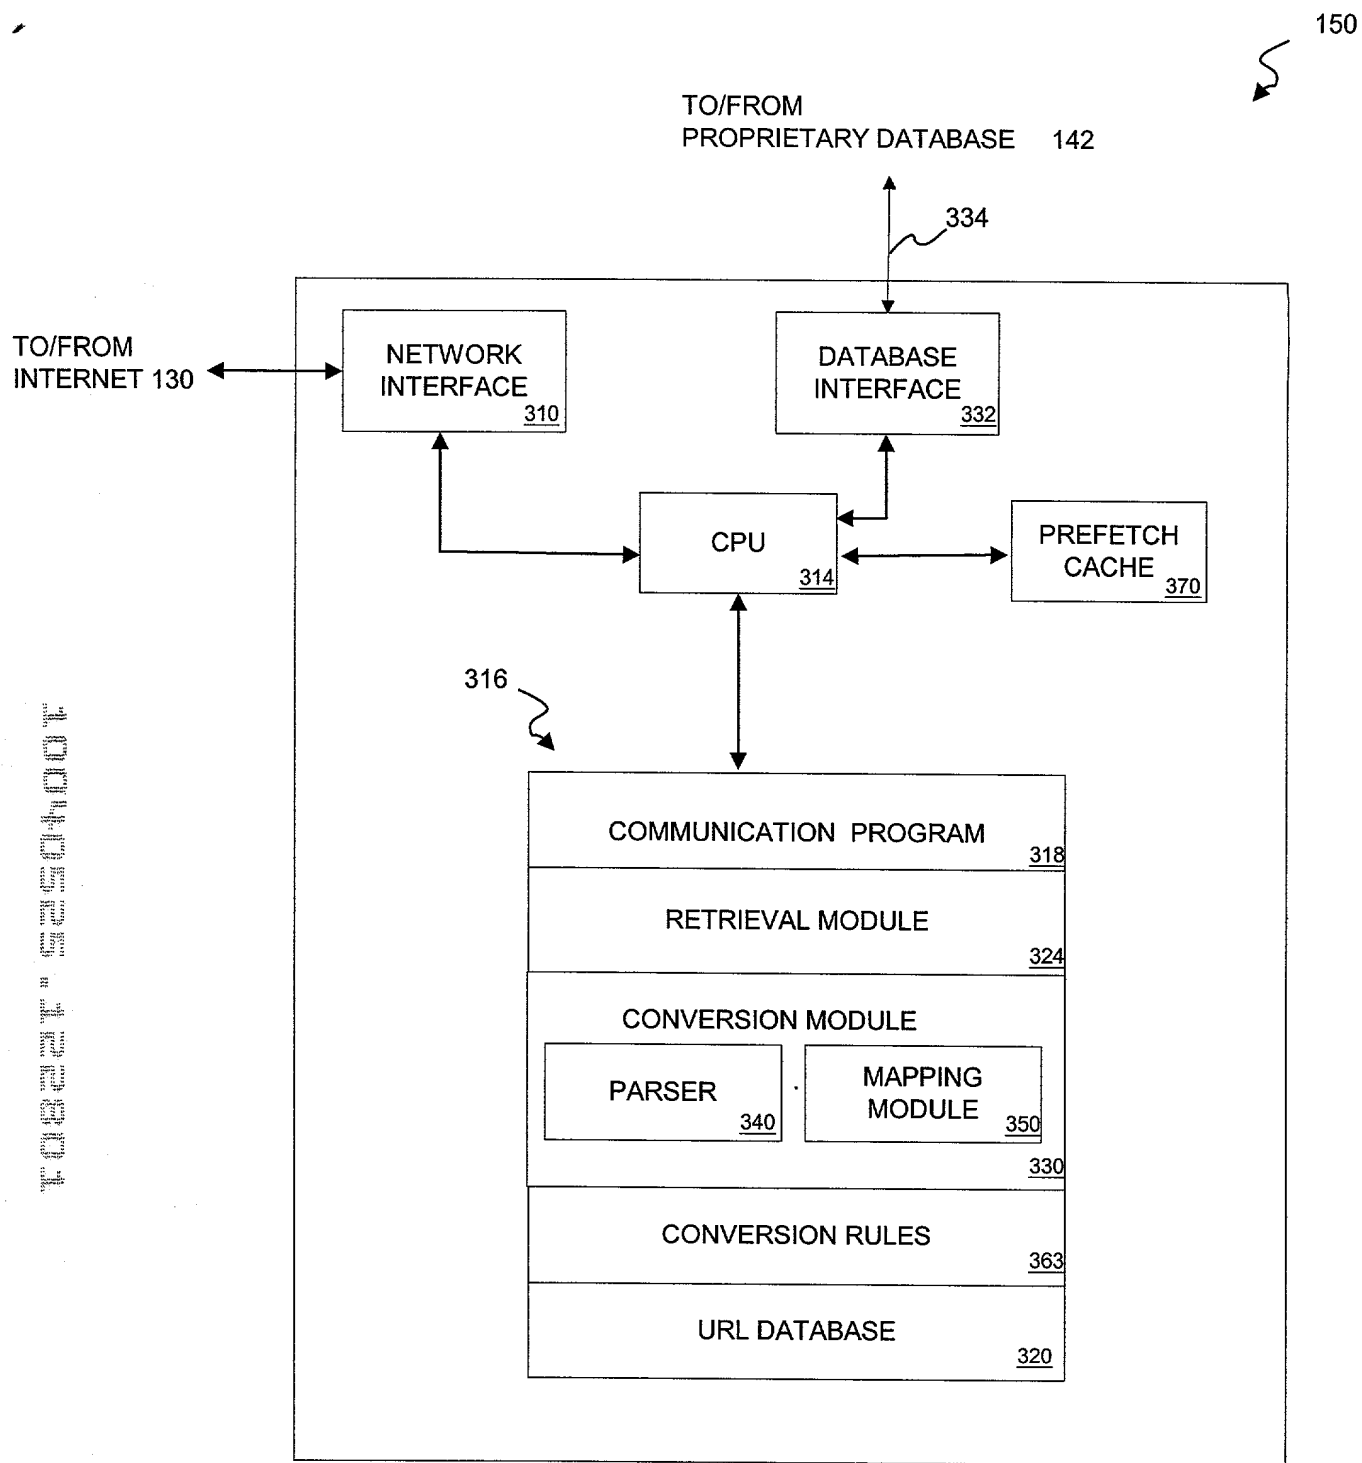 150
TO/FROM
PROPRIETARY DATABASE 142
334
TO/FROM
INTERNET 130
NETWORK
INTERFACE
310
DATABASE
INTERFACE
332
CPU
314
PREFETCH
CACHE
370
316
COMMUNICATION PROGRAM
318
RETRIEVAL MODULE
324
CONVERSION MODULE
PARSER
340
MAPPING
MODULE
350
330
CONVERSION RULES
363
URL DATABASE
320